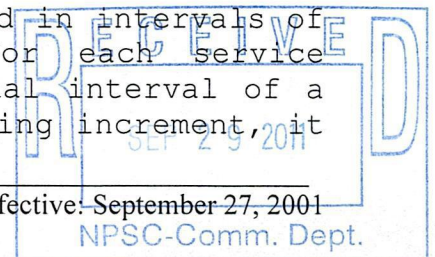 d in intervals of
RECEIVED
or each service
al interval of a
ing increment, it
SEP 29 2011
fective: September 27, 2001
NPSC-Comm. Dept.